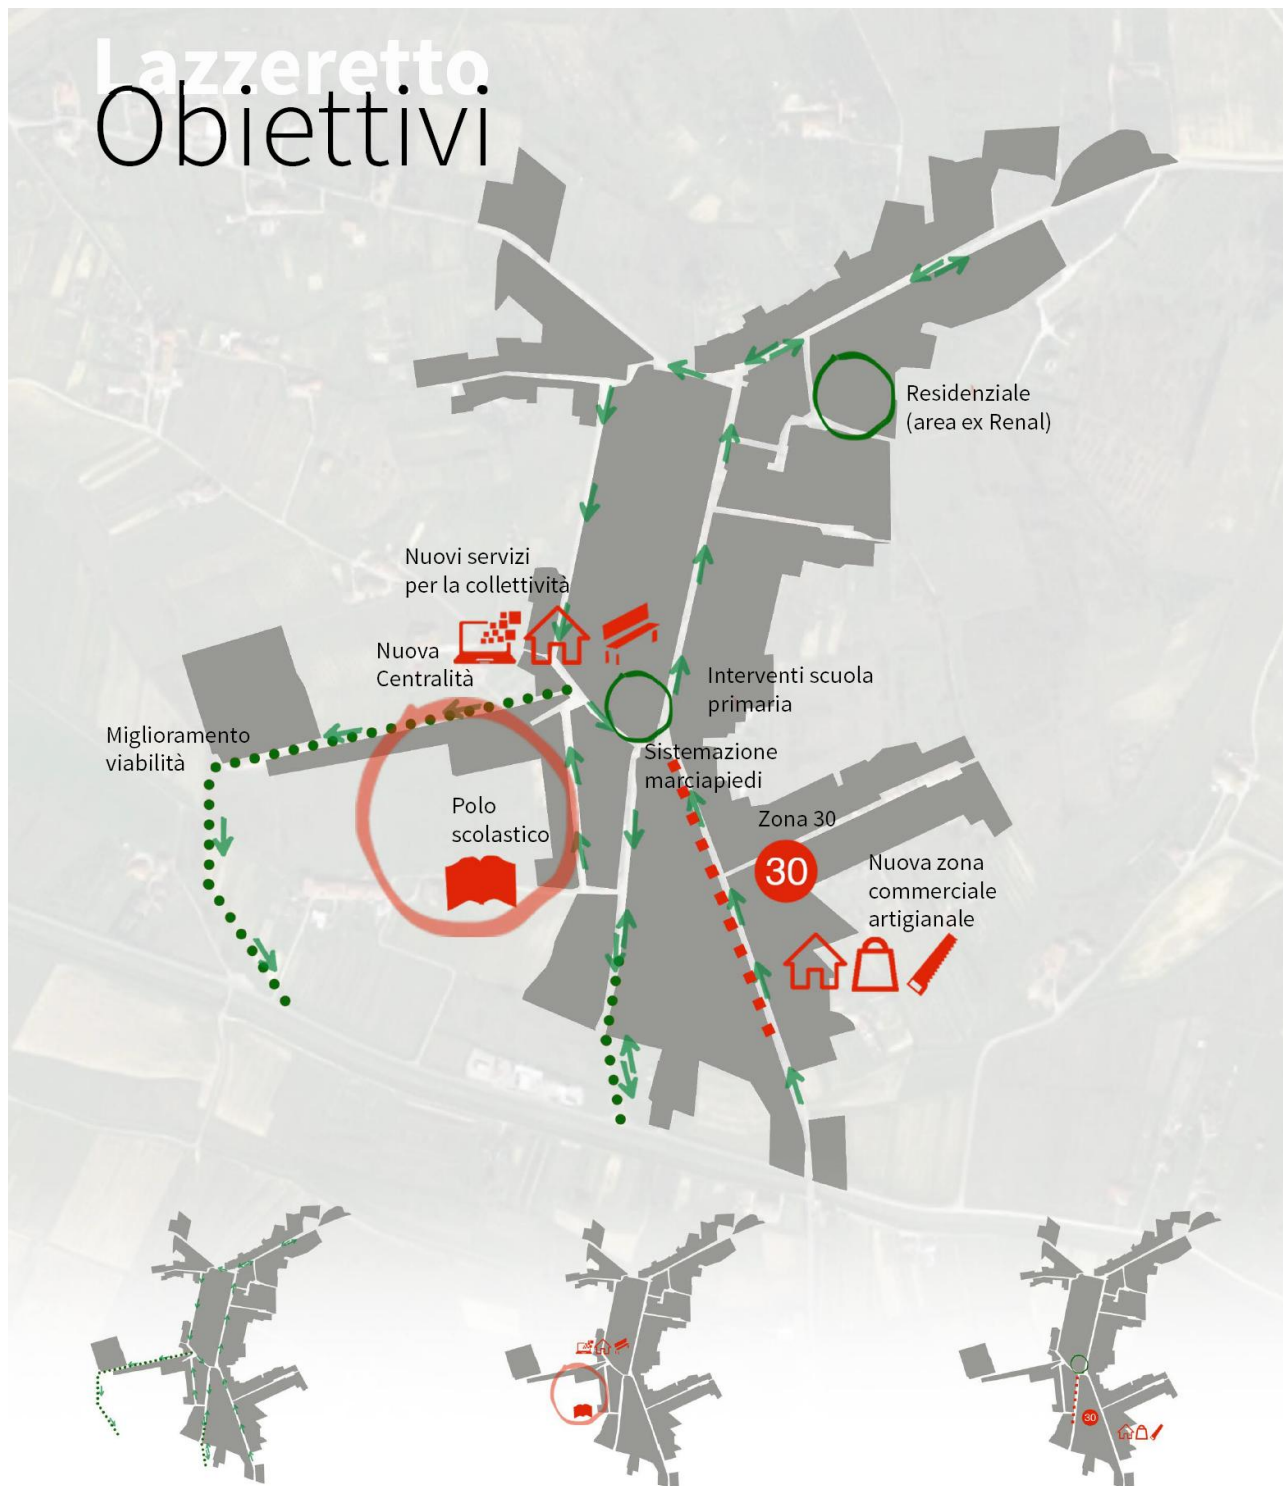 Lazzeretto
Obiettivi
Residenziale
(area ex Renal)
Nuovi servizi
per la collettività
Nuova
Centralità
Interventi scuola
primaria
Miglioramento
viabilità
Sistemazione
marciapiedi
Polo
scolastico
Zona 30
30
Nuova zona
commerciale
artigianale
30